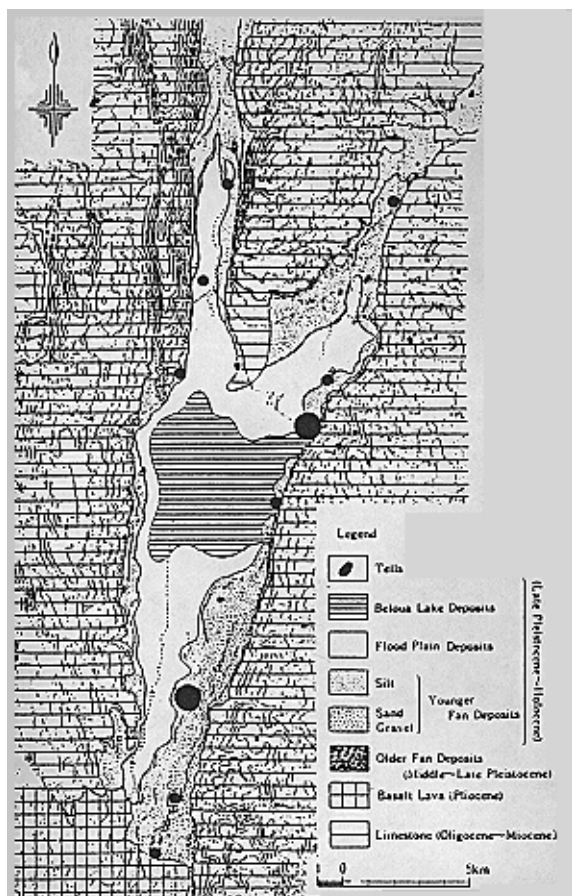 Legend
Tells
Beloua Lake Deposits
Flood Plain Deposits
Silt
Sand
Gravel
Younger
Fan Deposits
(Late Pleistocene~Holocene)
Older Fan Deposits
(Middle~Late Pleistocene)
Basalt Lava (Pliocene)
Limestone (Oligocene~Miocene)
1 0 5km